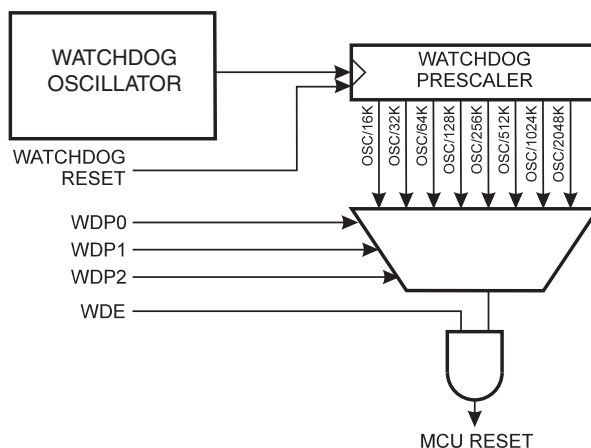 WATCHDOG
OSCILLATOR
WATCHDOG
PRESCALER
OSC/16K
OSC/32K
OSC/64K
OSC/128K
OSC/256K
OSC/512K
OSC/1024K
OSC/2048K
WATCHDOG
RESET
WDP0
WDP1
WDP2
WDE
MCU RESET